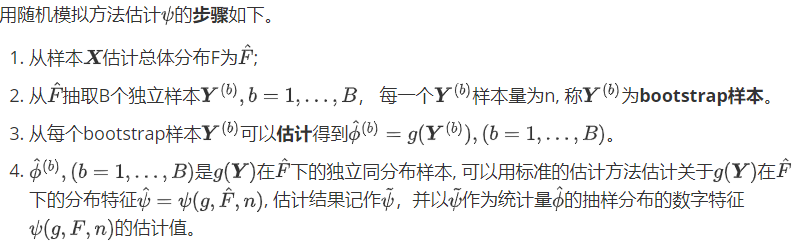 用随机模拟方法估计ψ的步骤如下。
1. 从样本X估计总体分布F为F̂;
2. 从F̂抽取B个独立样本Y⁽ᵇ⁾, b = 1, . . . , B， 每一个Y⁽ᵇ⁾样本量为n, 称Y⁽ᵇ⁾为bootstrap样本。
3. 从每个bootstrap样本Y⁽ᵇ⁾可以估计得到ϕ̂⁽ᵇ⁾ = g(Y⁽ᵇ⁾), (b = 1, . . . , B)。
4. ϕ̂⁽ᵇ⁾, (b = 1, . . . , B)是g(Y)在F̂下的独立同分布样本, 可以用标准的估计方法估计关于g(Y)在F̂
下的分布特征ψ̂ = ψ(g, F̂, n), 估计结果记作ψ̃，并以ψ̃作为统计量ϕ̂的抽样分布的数字特征
ψ(g, F, n)的估计值。